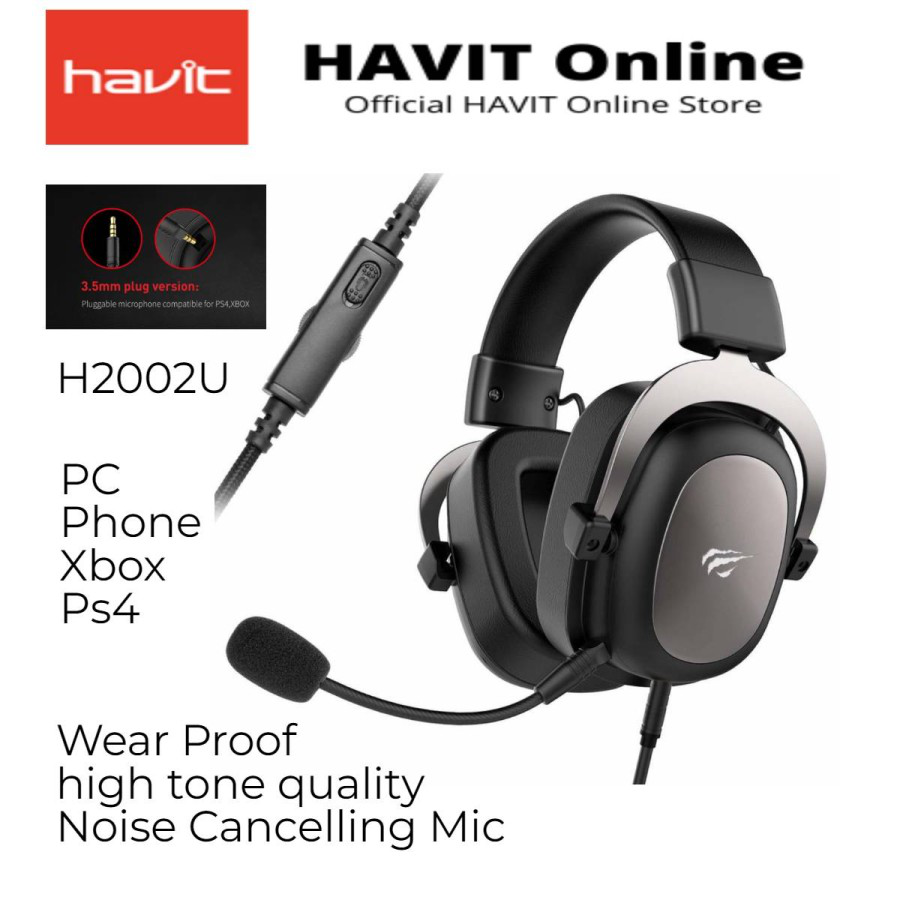 havit
HAVIT Online
Official HAVIT Online Store
3.5mm plug version:
Pluggable microphone compatible for PS4,XBOX
H2002U
PC
Phone
Xbox
Ps4
Wear Proof
high tone quality
Noise Cancelling Mic